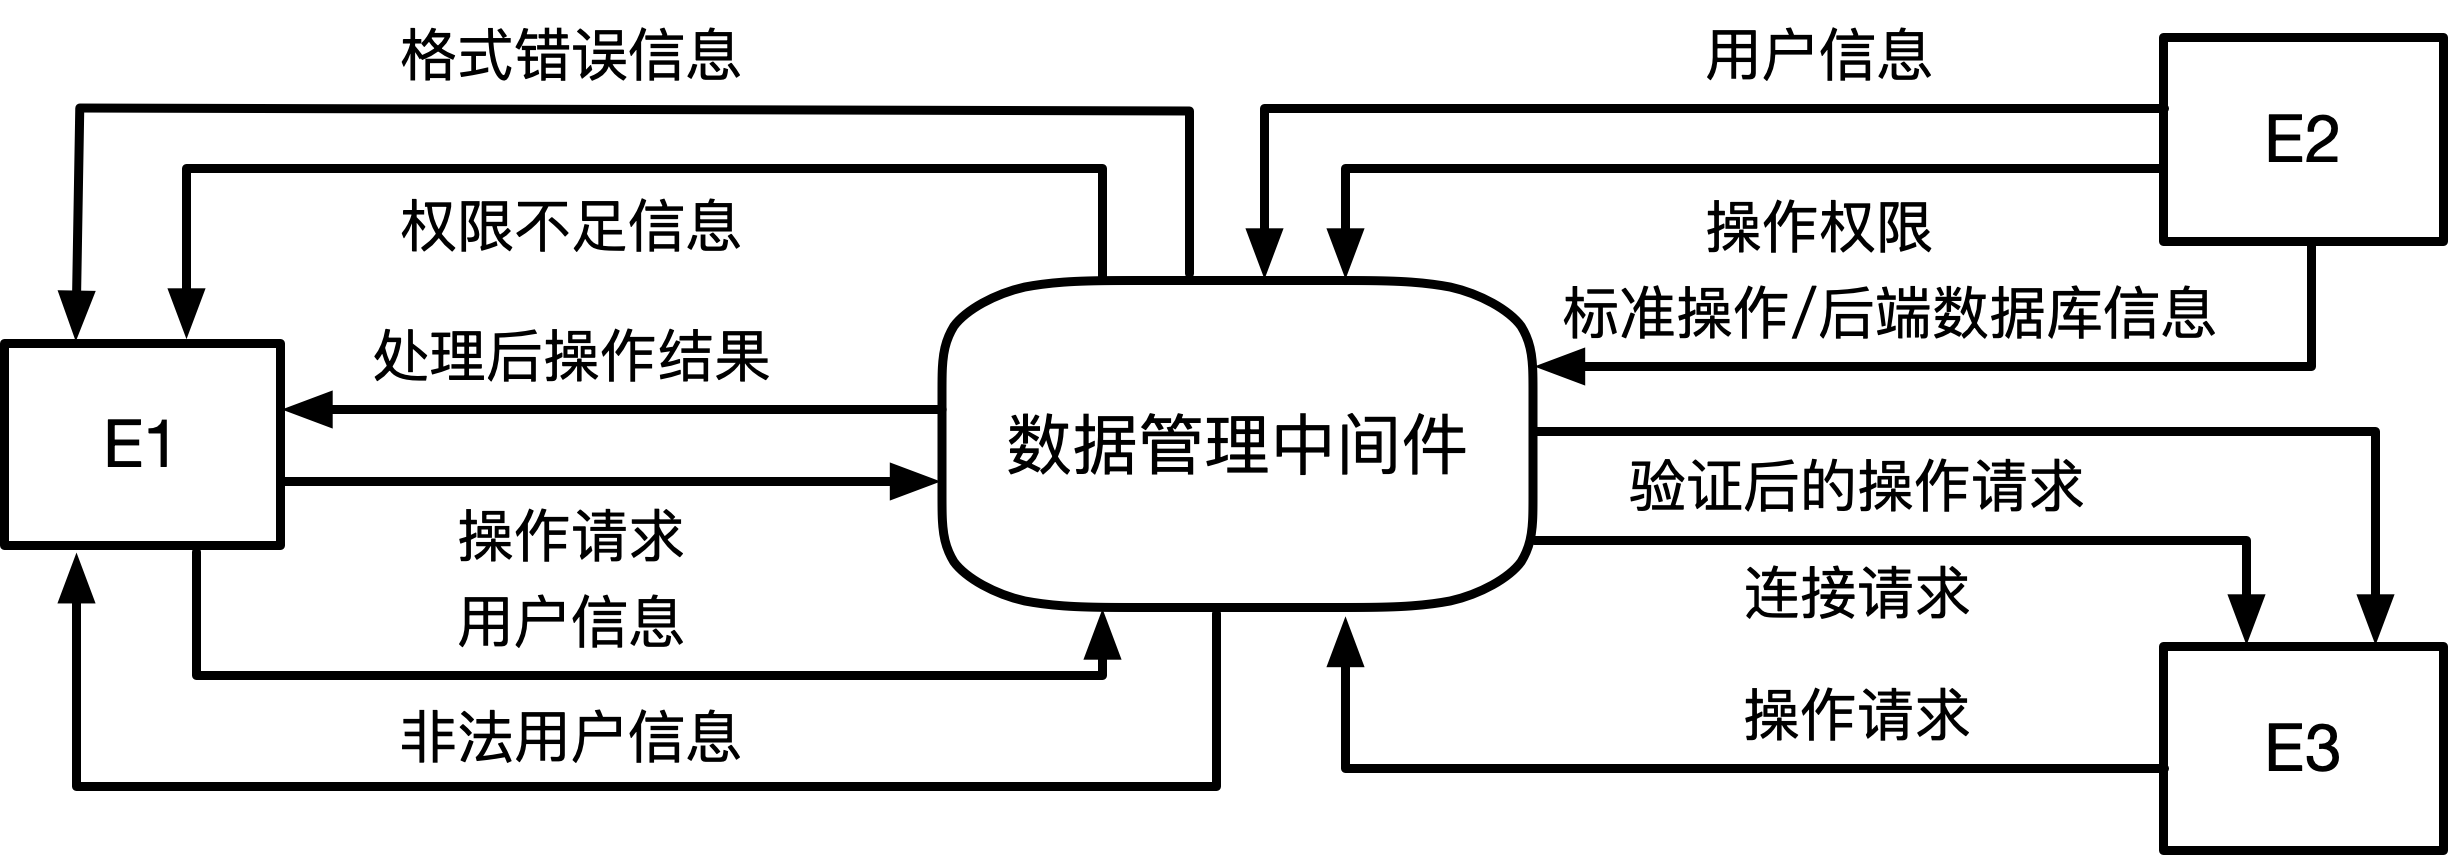 格式错误信息
用户信息
E2
权限不足信息
操作权限
标准操作/后端数据库信息
处理后操作结果
E1
数据管理中间件
验证后的操作请求
操作请求
连接请求
用户信息
非法用户信息
操作请求
E3